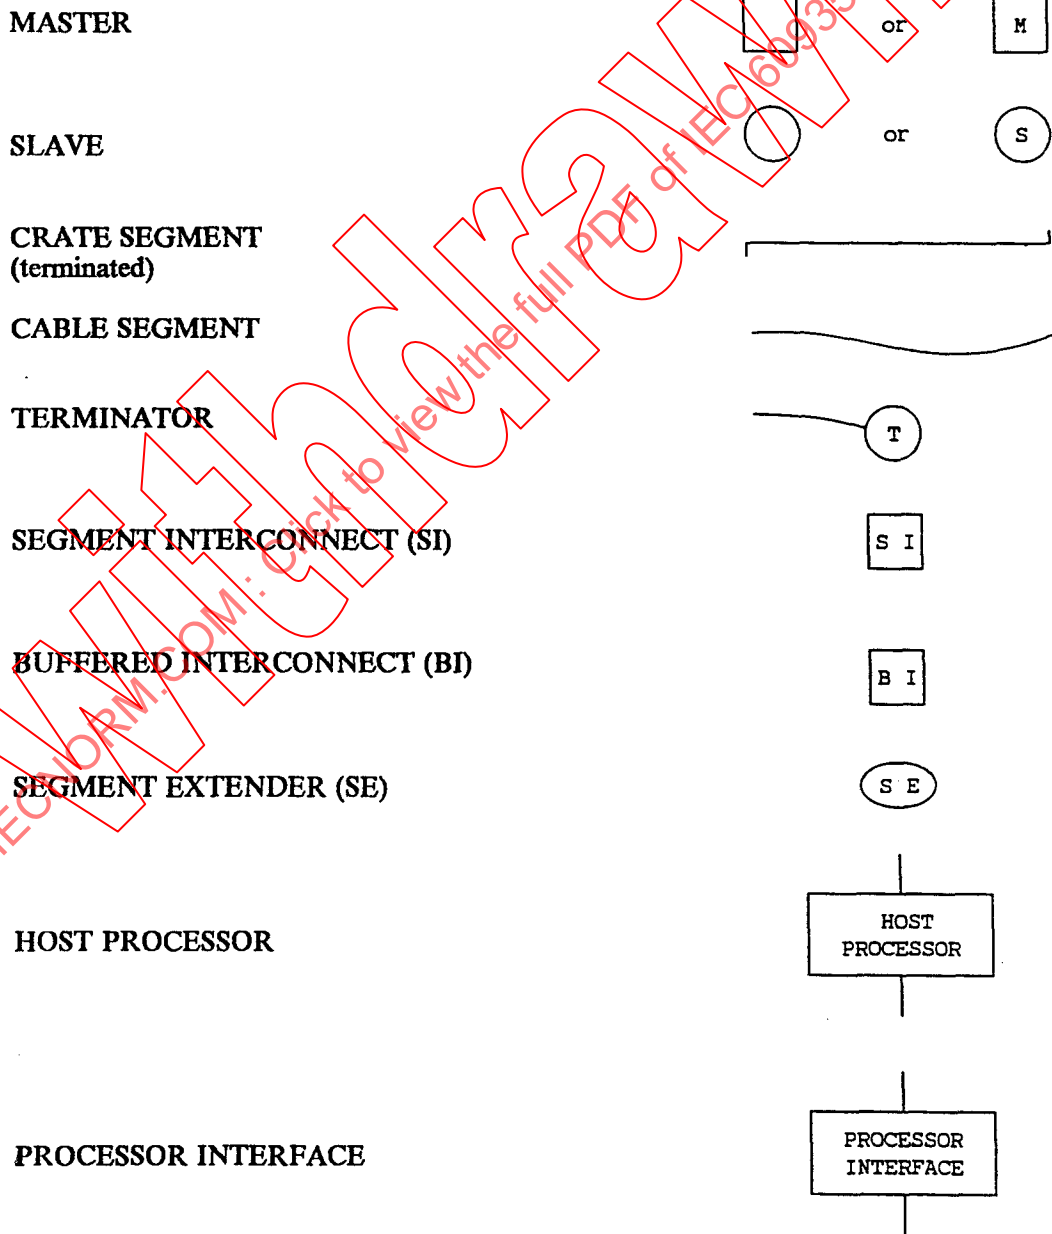 MASTER
or
M
SLAVE
or
S
CRATE SEGMENT
(terminated)
CABLE SEGMENT
TERMINATOR
T
SEGMENT INTERCONNECT (SI)
S I
BUFFERED INTERCONNECT (BI)
B I
SEGMENT EXTENDER (SE)
S E
HOST PROCESSOR
HOST
PROCESSOR
PROCESSOR INTERFACE
PROCESSOR
INTERFACE
withdrawn
IECNORM.COM : Click to view the full PDF of IEC 60935